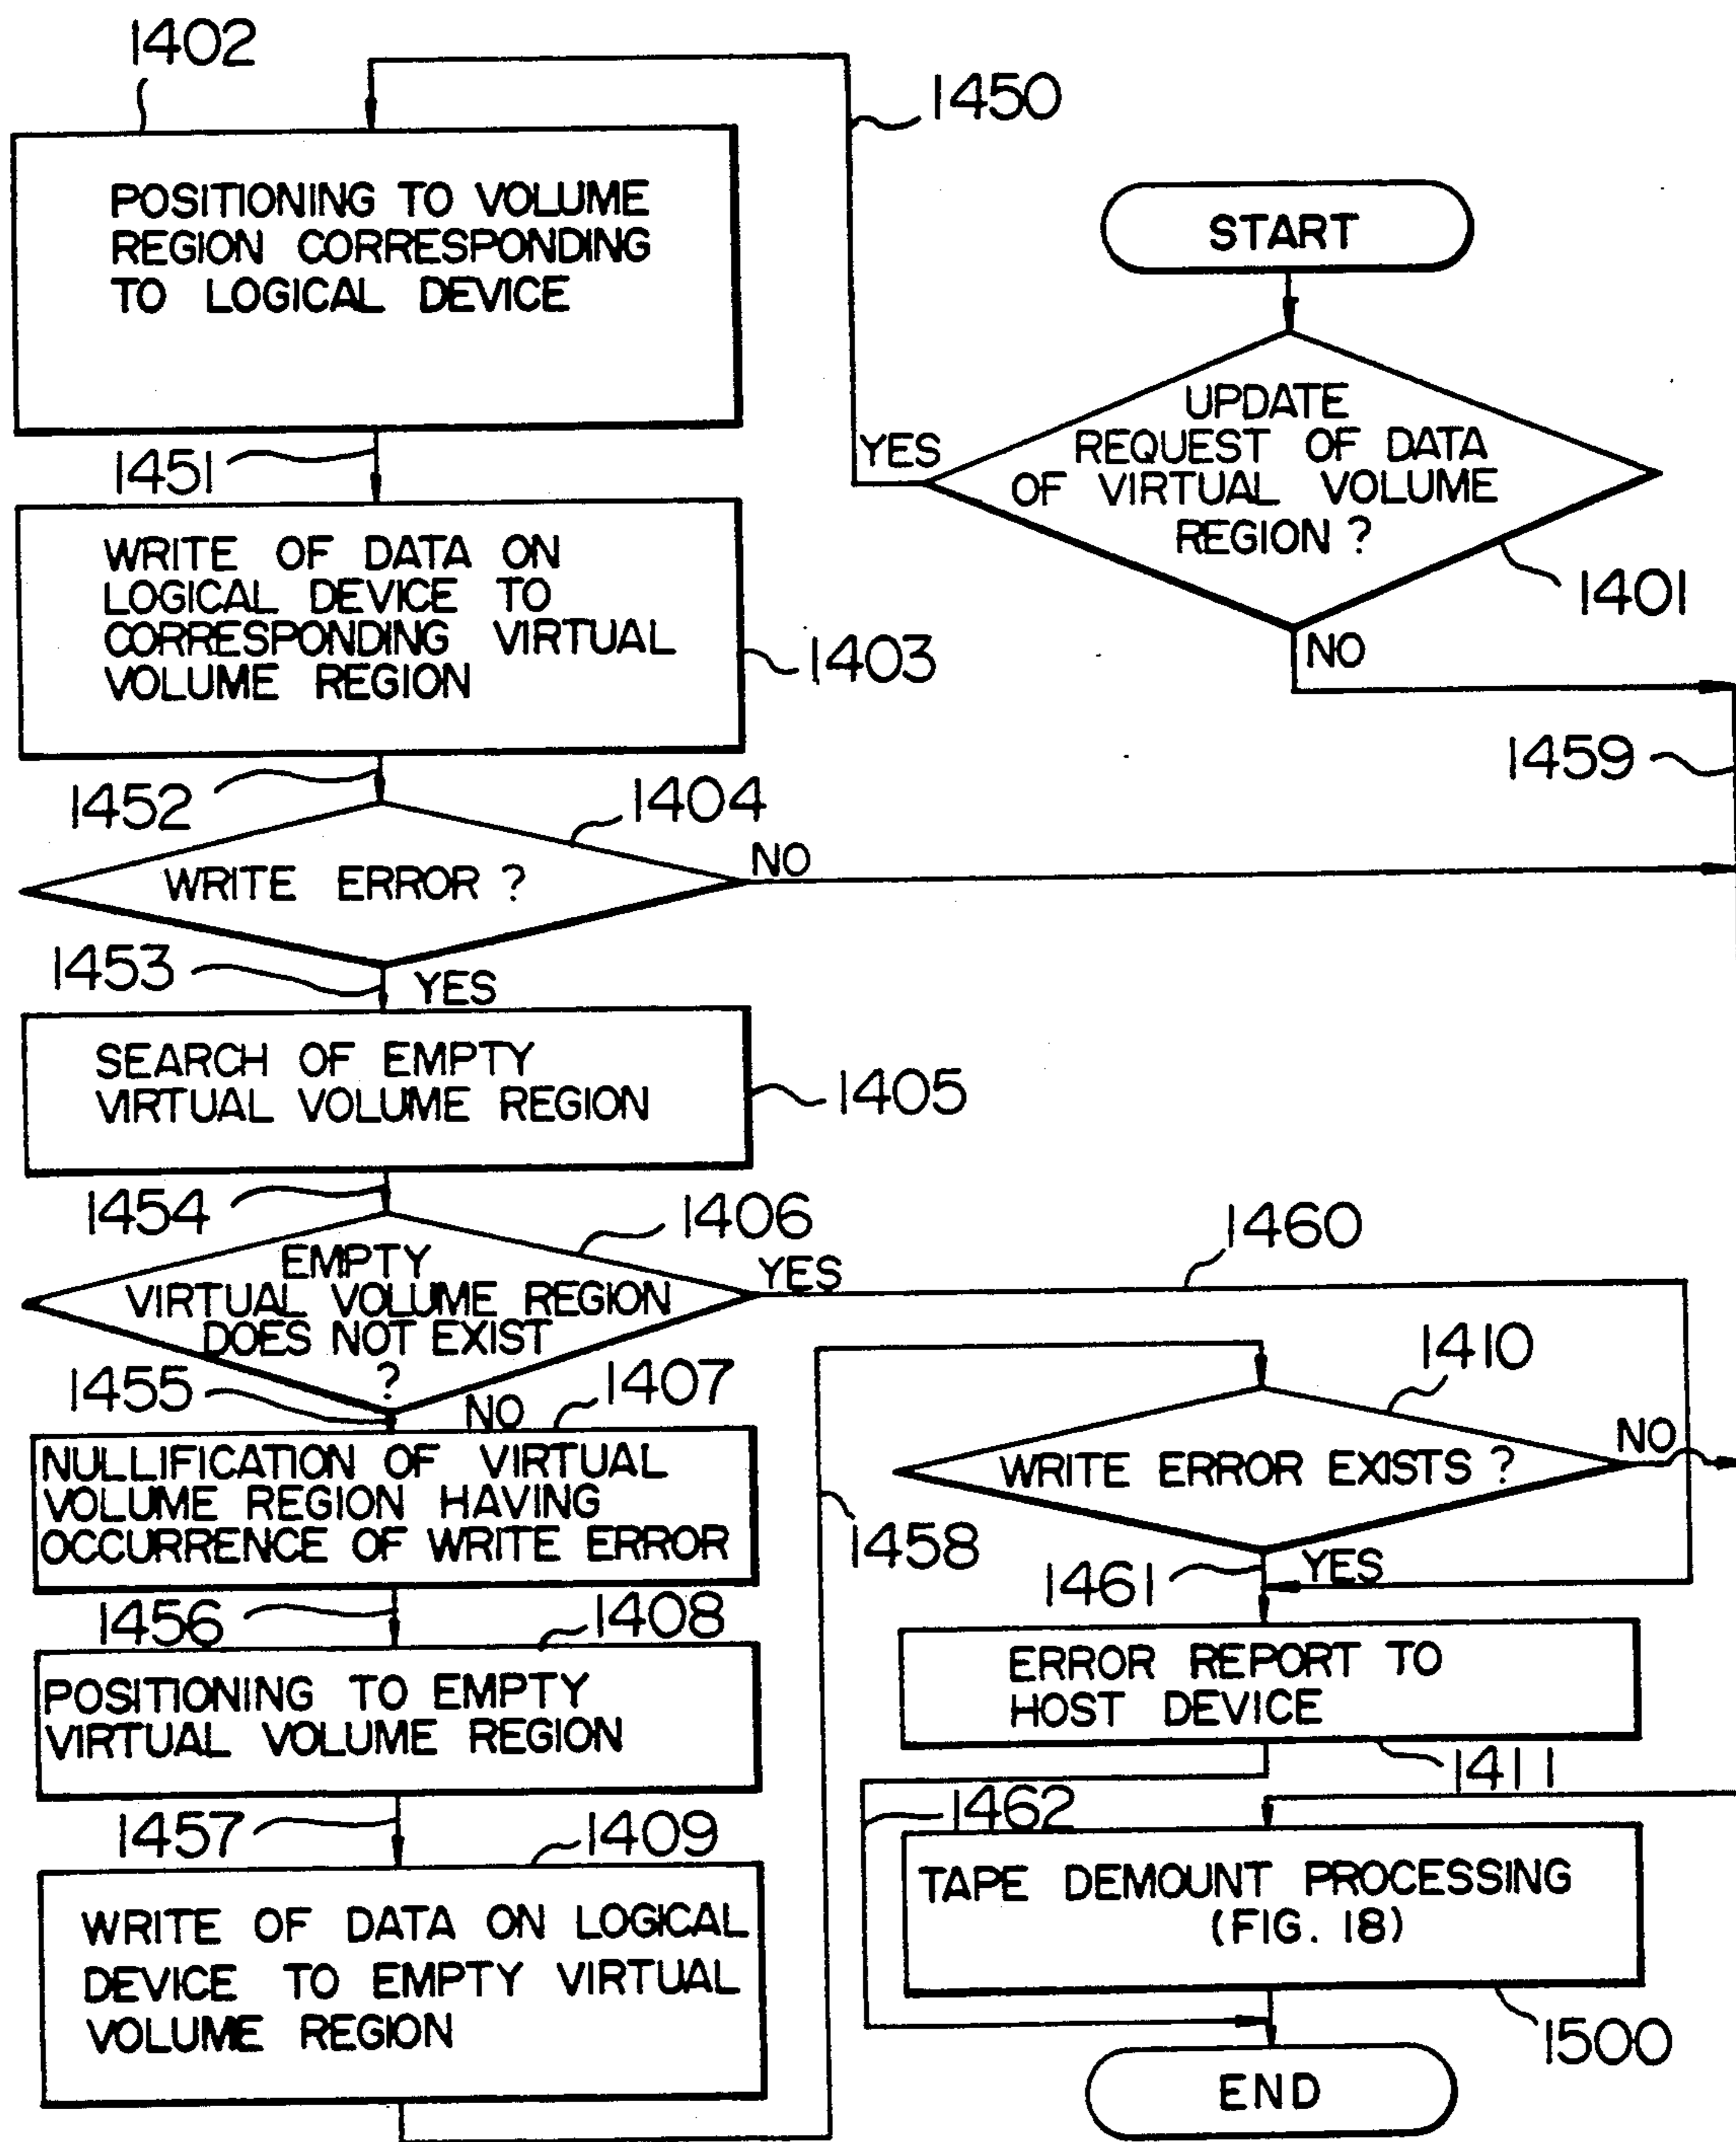 1402
1450
POSITIONING TO VOLUME
REGION CORRESPONDING
TO LOGICAL DEVICE
START
UPDATE
REQUEST OF DATA
OF VIRTUAL VOLUME
REGION ?
YES
1401
NO
1451
WRITE OF DATA ON
LOGICAL DEVICE TO
CORRESPONDING VIRTUAL
VOLUME REGION
1403
1459
1452
1404
WRITE ERROR ?
NO
1453
YES
SEARCH OF EMPTY
VIRTUAL VOLUME REGION
1405
1454
1406
EMPTY
VIRTUAL VOLUME REGION
DOES NOT EXIST
?
YES
1460
1455
NO
1407
1410
WRITE ERROR EXISTS ?
NO
NULLIFICATION OF VIRTUAL
VOLUME REGION HAVING
OCCURRENCE OF WRITE ERROR
1458
1461
YES
1456
1408
POSITIONING TO EMPTY
VIRTUAL VOLUME REGION
ERROR REPORT TO
HOST DEVICE
1411
1457
1409
1462
WRITE OF DATA ON LOGICAL
DEVICE TO EMPTY VIRTUAL
VOLUME REGION
TAPE DEMOUNT PROCESSING
(FIG. 18)
1500
END